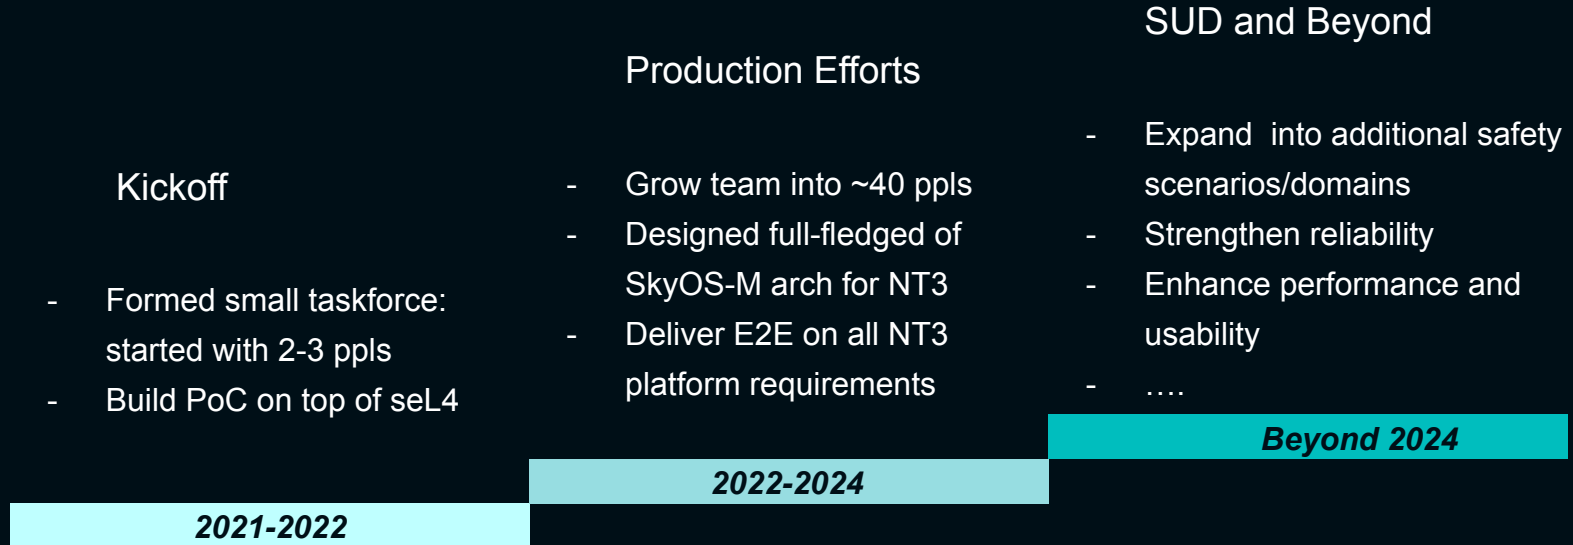 Kickoff
- Formed small taskforce:
started with 2-3 ppls
- Build PoC on top of seL4
2021-2022
Production Efforts
- Grow team into ~40 ppls
- Designed full-fledged of
SkyOS-M arch for NT3
- Deliver E2E on all NT3
platform requirements
2022-2024
SUD and Beyond
- Expand  into additional safety
scenarios/domains
- Strengthen reliability
- Enhance performance and
usability
- ….
Beyond 2024